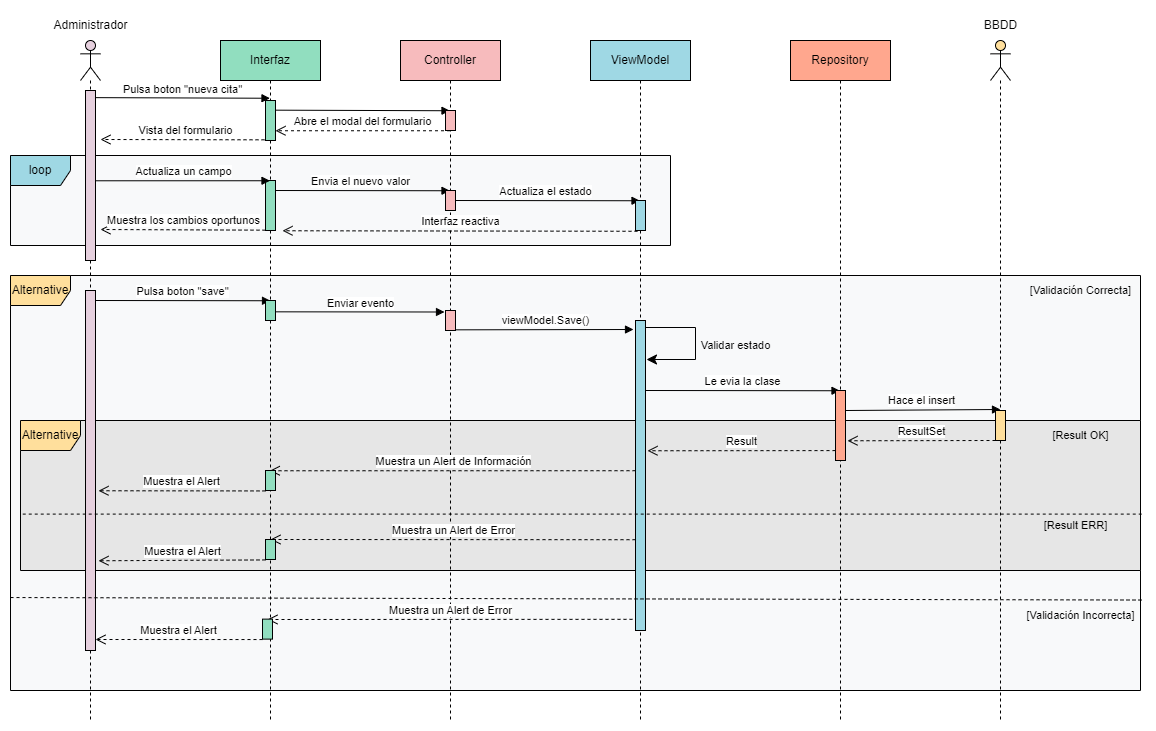 Administrador
BBDD
Interfaz
Controller
ViewModel
Repository
Pulsa boton "nueva cita"
Abre el modal del formulario
Vista del formulario
loop
Actualiza un campo
Envia el nuevo valor
Actualiza el estado
Muestra los cambios oportunos
Interfaz reactiva
Alternative
Pulsa boton "save"
[Validación Correcta]
Enviar evento
viewModel.Save()
Validar estado
Le evia la clase
Hace el insert
Alternative
ResultSet
[Result OK]
Result
Muestra un Alert de Información
Muestra el Alert
[Result ERR]
Muestra un Alert de Error
Muestra el Alert
Muestra un Alert de Error
[Validación Incorrecta]
Muestra el Alert